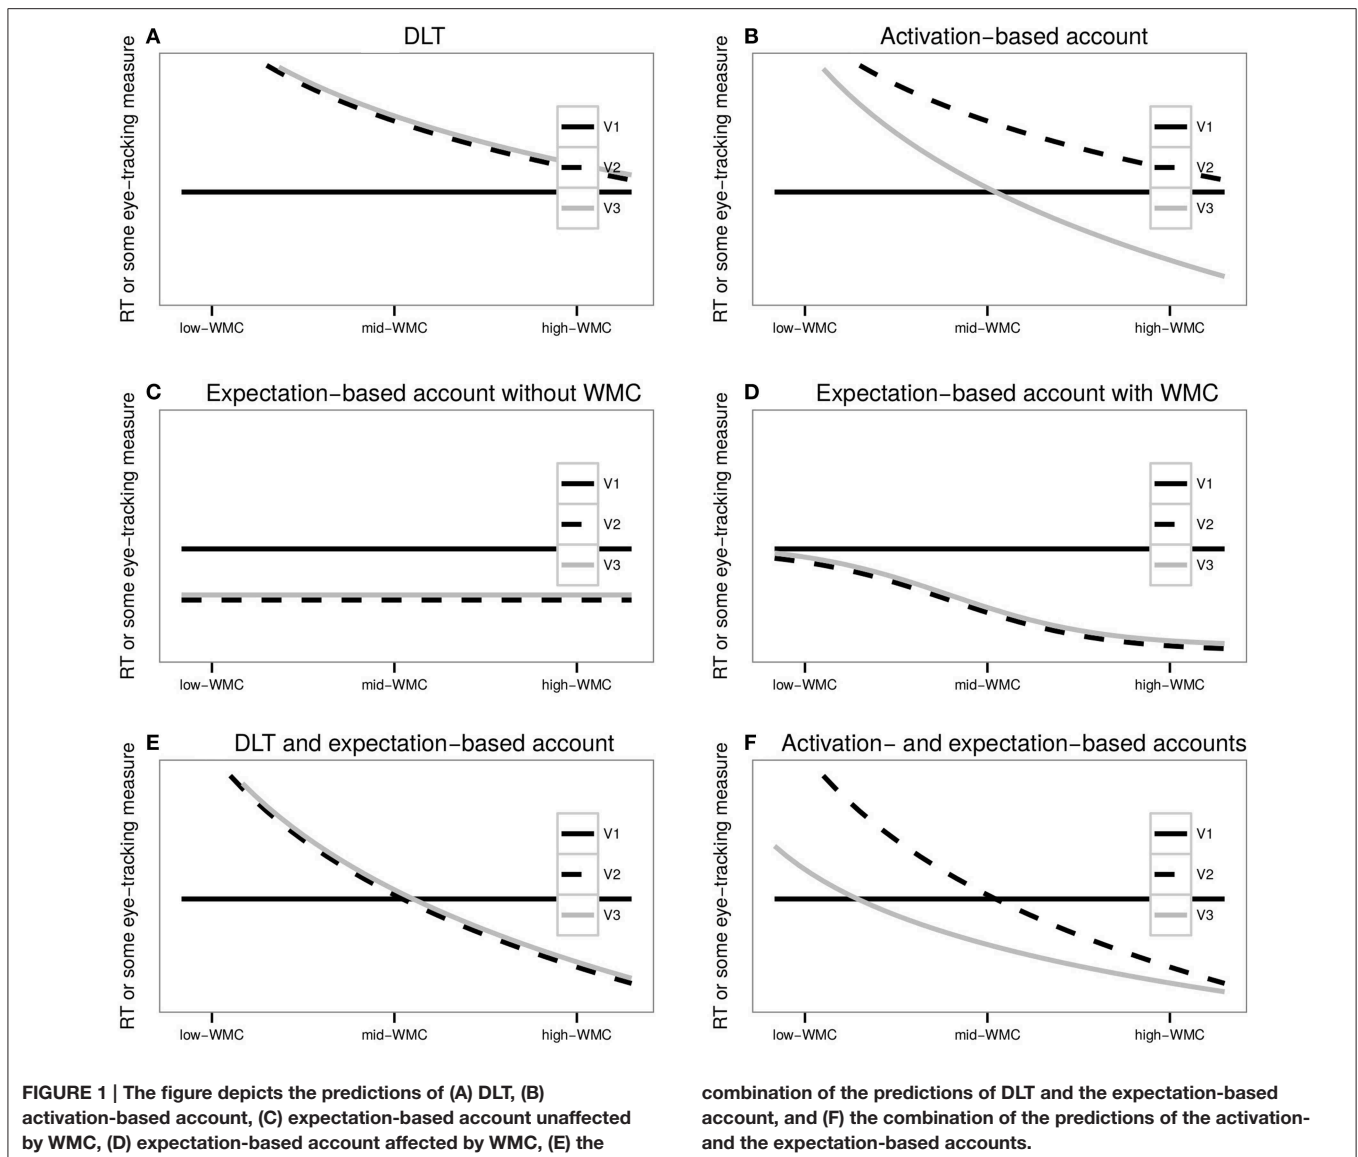 A
DLT
RT or some eye−tracking measure
V1
V2
V3
low−WMC
mid−WMC
high−WMC
B
Activation−based account
RT or some eye−tracking measure
V1
V2
V3
low−WMC
mid−WMC
high−WMC
C
Expectation−based account without WMC
RT or some eye−tracking measure
V1
V2
V3
low−WMC
mid−WMC
high−WMC
D
Expectation−based account with WMC
RT or some eye−tracking measure
V1
V2
V3
low−WMC
mid−WMC
high−WMC
E
DLT and expectation−based account
RT or some eye−tracking measure
V1
V2
V3
low−WMC
mid−WMC
high−WMC
F
Activation− and expectation−based accounts
RT or some eye−tracking measure
V1
V2
V3
low−WMC
mid−WMC
high−WMC
FIGURE 1 | The figure depicts the predictions of (A) DLT, (B)
activation-based account, (C) expectation-based account unaffected
by WMC, (D) expectation-based account affected by WMC, (E) the
combination of the predictions of DLT and the expectation-based
account, and (F) the combination of the predictions of the activation-
and the expectation-based accounts.